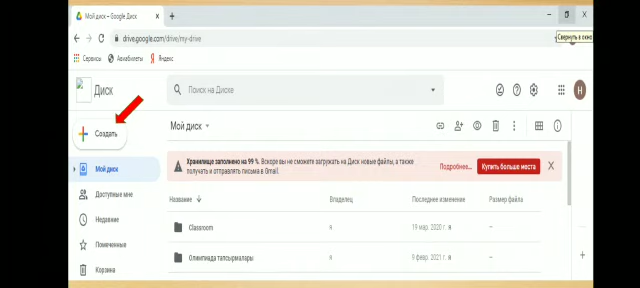 Мой диск – Google Диск
drive.google.com/drive/my-drive
Свернуть в окно
Сервисы Авиабилеты Яндекс
Диск
Поиск на Диске
H
Создать
Мой диск
Хранилище заполнено на 99 %. Вскоре вы не сможете загружать на Диск новые файлы, а также
получать и отправлять письма в Gmail.
Подробнее...
Купить больше места
Мой диск
Доступные мне
Недавние
Помеченные
Корзина
Название Владелец Последнее изменение Размер файла
Classroom я 19 мар. 2020 г. я –
Олимпиада тапсырмалары я 9 февр. 2021 г. я –